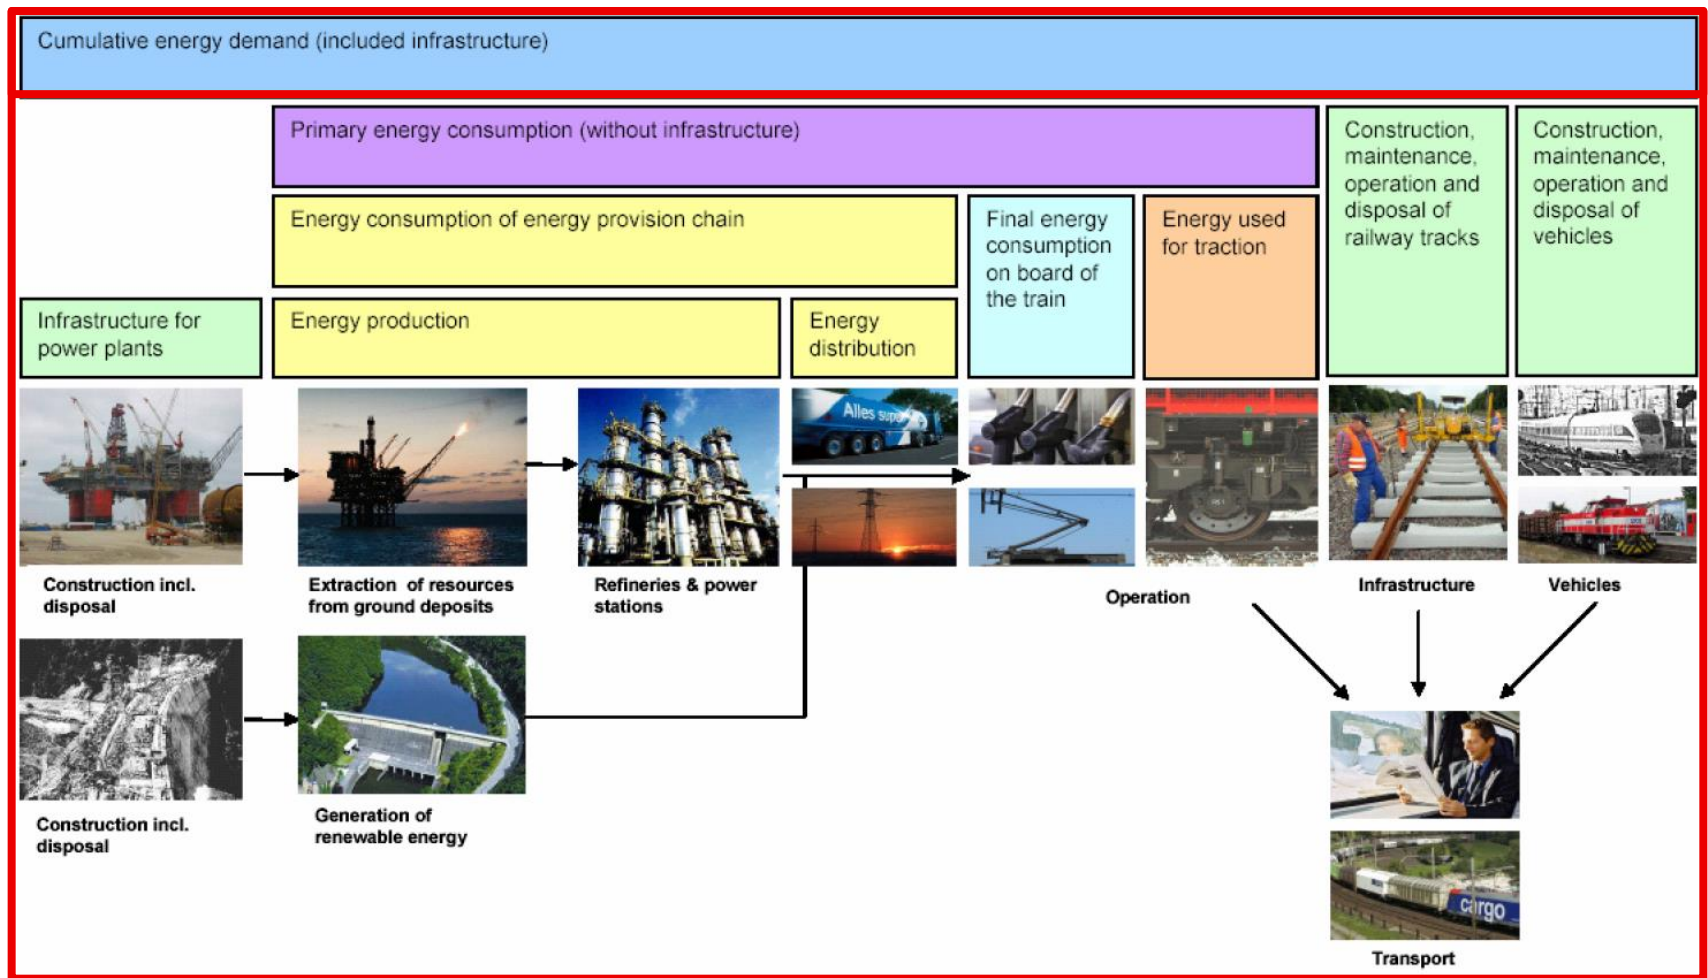 Cumulative energy demand (included infrastructure)
Primary energy consumption (without infrastructure)
Construction,
maintenance,
operation and
disposal of
railway tracks
Construction,
maintenance,
operation and
disposal of
vehicles
Energy consumption of energy provision chain
Final energy
consumption
on board of
the train
Energy used
for traction
Infrastructure for
power plants
Energy production
Energy
distribution
Alles super
Construction incl.
disposal
Extraction of resources
from ground deposits
Refineries & power
stations
Operation
Infrastructure
Vehicles
Construction incl.
disposal
Generation of
renewable energy
cargo
Transport